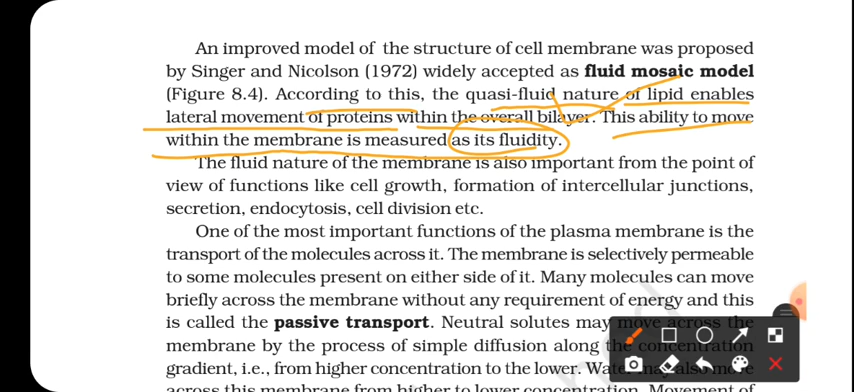 An improved model of the structure of cell membrane was proposed
by Singer and Nicolson (1972) widely accepted as fluid mosaic model
(Figure 8.4). According to this, the quasi-fluid nature of lipid enables
lateral movement of proteins within the overall bilayer. This ability to move
within the membrane is measured as its fluidity.
The fluid nature of the membrane is also important from the point of
view of functions like cell growth, formation of intercellular junctions,
secretion, endocytosis, cell division etc.
One of the most important functions of the plasma membrane is the
transport of the molecules across it. The membrane is selectively permeable
to some molecules present on either side of it. Many molecules can move
briefly across the membrane without any requirement of energy and this
is called the passive transport. Neutral solutes may move across the
membrane by the process of simple diffusion along the concentration
gradient, i.e., from higher concentration to the lower. Water may also move
across this membrane from higher to lower concentration. Movement of